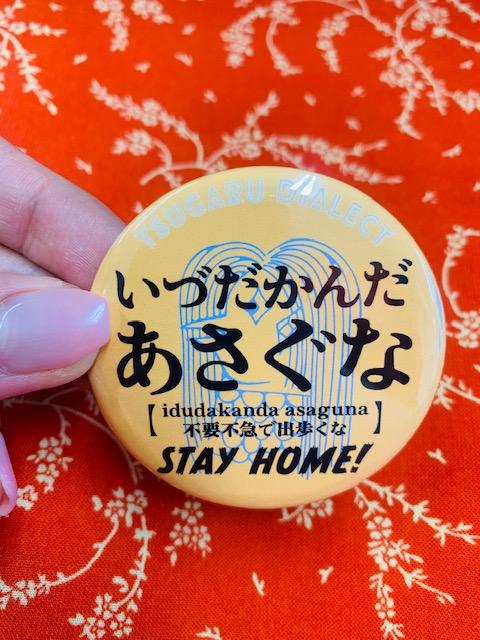 TSUGARU DIALECT
いづだかんだ
あさぐな
【idudakanda asaguna】
不要不急で出歩くな
STAY HOME!